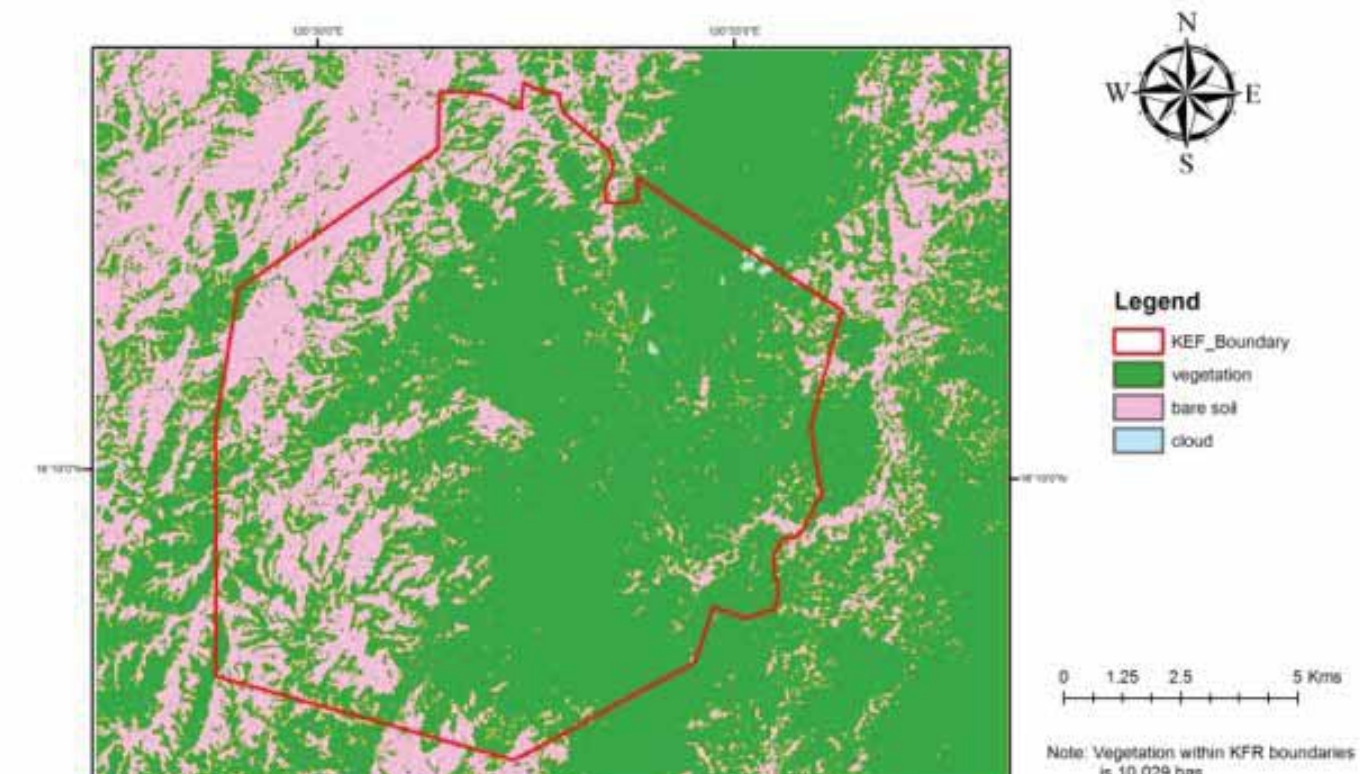 N
W E
S
Legend
KEF_Boundary
vegetation
bare soil
cloud
0 1.25 2.5 5 Kms
Note: Vegetation within KFR boundaries
is 10,029 has